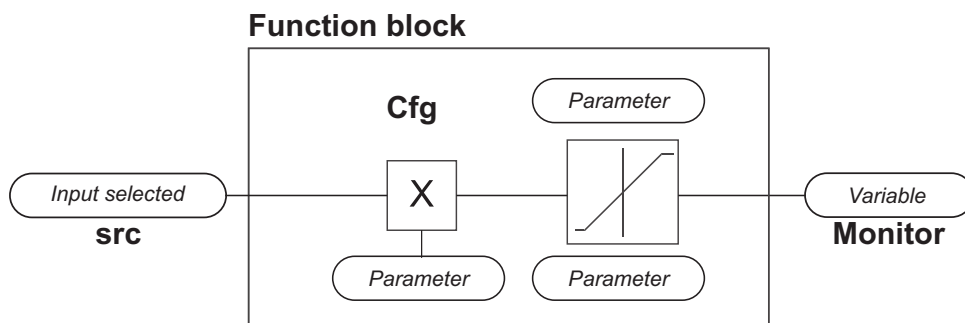 Function block
Cfg
Parameter
Input selected
X
Variable
src
Monitor
Parameter
Parameter